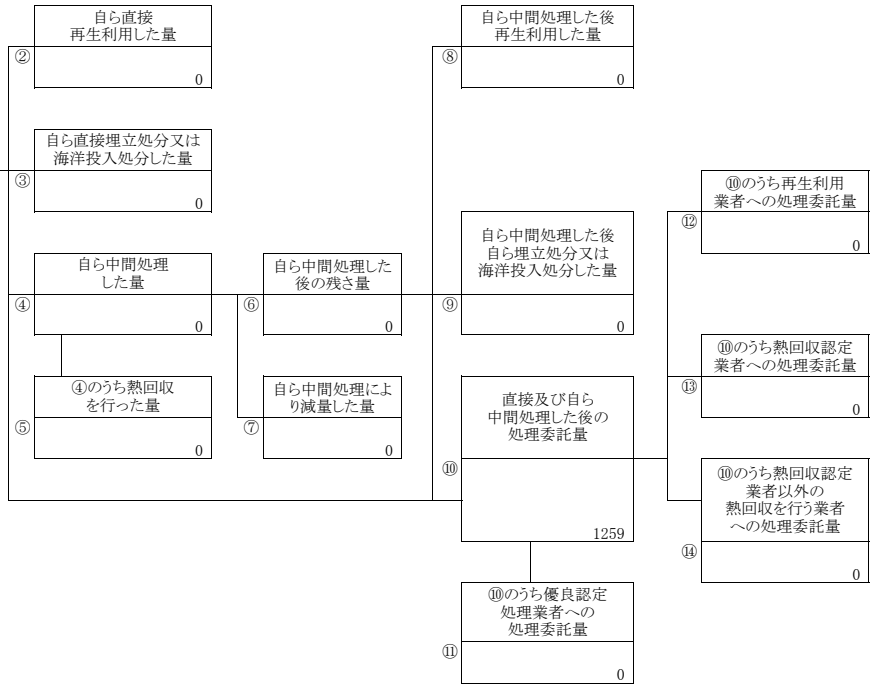 自ら直接
再生利用した量
②
0
自ら直接埋立処分又は
海洋投入処分した量
③
0
自ら中間処理
した量
④
0
④のうち熱回収
を行った量
⑤
0
自ら中間処理した
後の残さ量
⑥
0
自ら中間処理によ
り減量した量
⑦
0
自ら中間処理した後
再生利用した量
⑧
0
自ら中間処理した後
自ら埋立処分又は
海洋投入処分した量
⑨
0
直接及び自ら
中間処理した後の
処理委託量
⑩
1259
⑩のうち優良認定
処理業者への
処理委託量
⑪
0
⑩のうち再生利用
業者への処理委託量
⑫
0
⑩のうち熱回収認定
業者への処理委託量
⑬
0
⑩のうち熱回収認定
業者以外の
熱回収を行う業者
への処理委託量
⑭
0